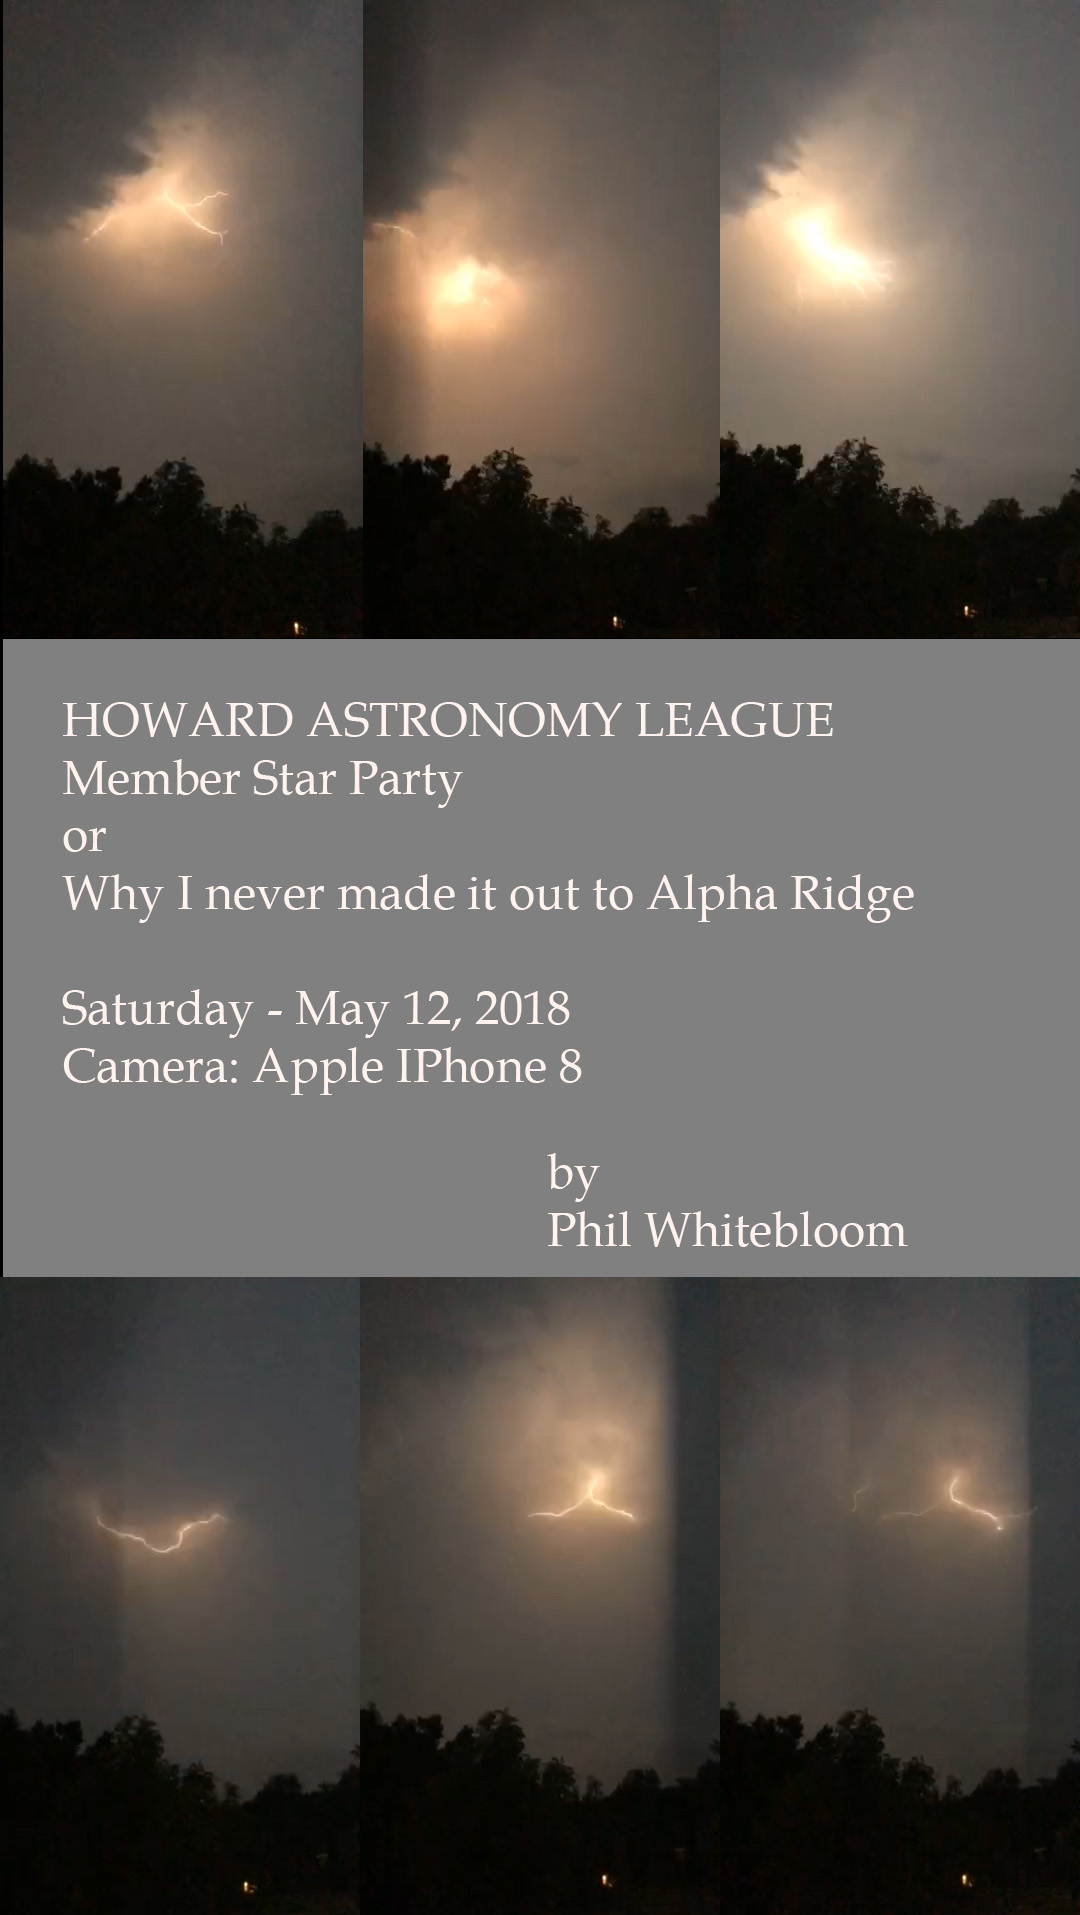 HOWARD ASTRONOMY LEAGUE
Member Star Party
or
Why I never made it out to Alpha Ridge
Saturday - May 12, 2018
Camera: Apple IPhone 8
by
Phil Whitebloom